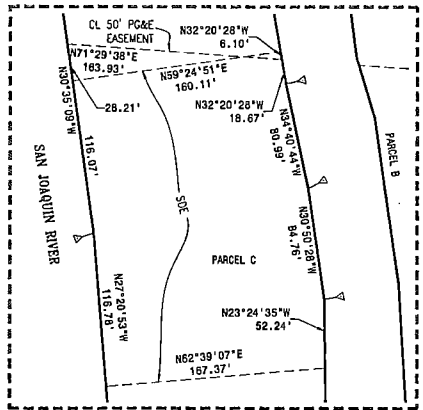 CL 50' PG&E
EASEMENT
N32°20'28"W
6.10'
N71°29'38"E
163.93'
N59°24'51"E
160.11'
N32°20'28"W
18.67'
28.21'
N30°35'09"W
116.07'
N34°40'44"W
80.99'
PARCEL B
SAN JOAQUIN RIVER
SDE
PARCEL C
N30°50'28"W
84.76'
N27°20'53"W
116.78'
N23°24'35"W
52.24'
N62°39'07"E
167.37'